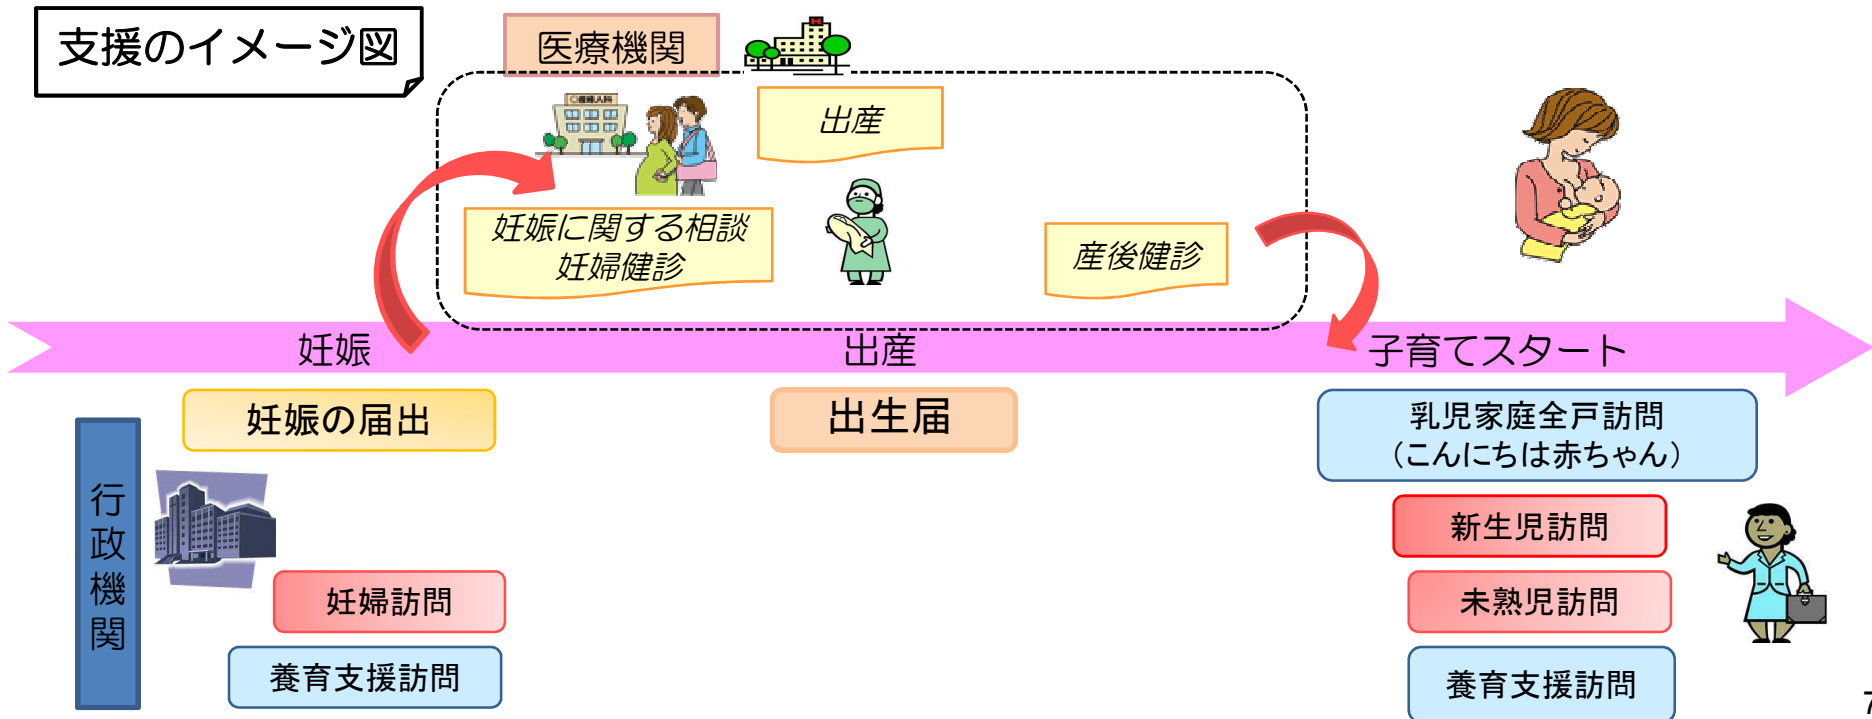 支援のイメージ図
医療機関
出産
妊娠に関する相談
妊婦健診
産後健診
妊娠
出産
子育てスタート
妊娠の届出
出生届
乳児家庭全戸訪問
（こんにちは赤ちゃん）
行政機関
新生児訪問
妊婦訪問
未熟児訪問
養育支援訪問
養育支援訪問